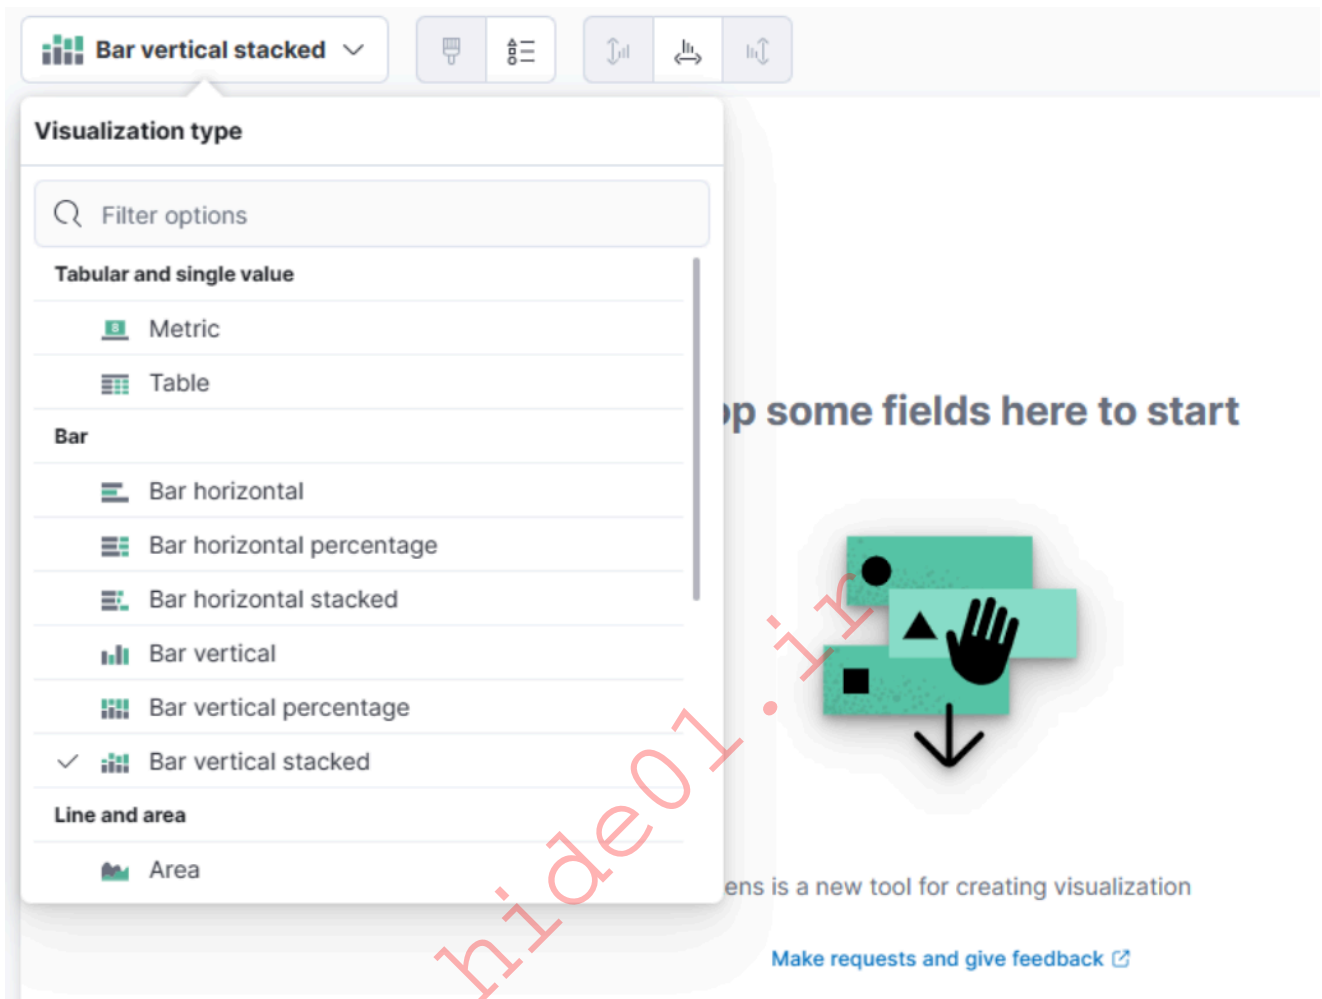 Bar vertical stacked
Visualization type
Filter options
Tabular and single value
8
Metric
Table
Bar
Bar horizontal
Bar horizontal percentage
Bar horizontal stacked
Bar vertical
Bar vertical percentage
Bar vertical stacked
Line and area
Area
op some fields here to start
ens is a new tool for creating visualization
Make requests and give feedback
hide01.ir